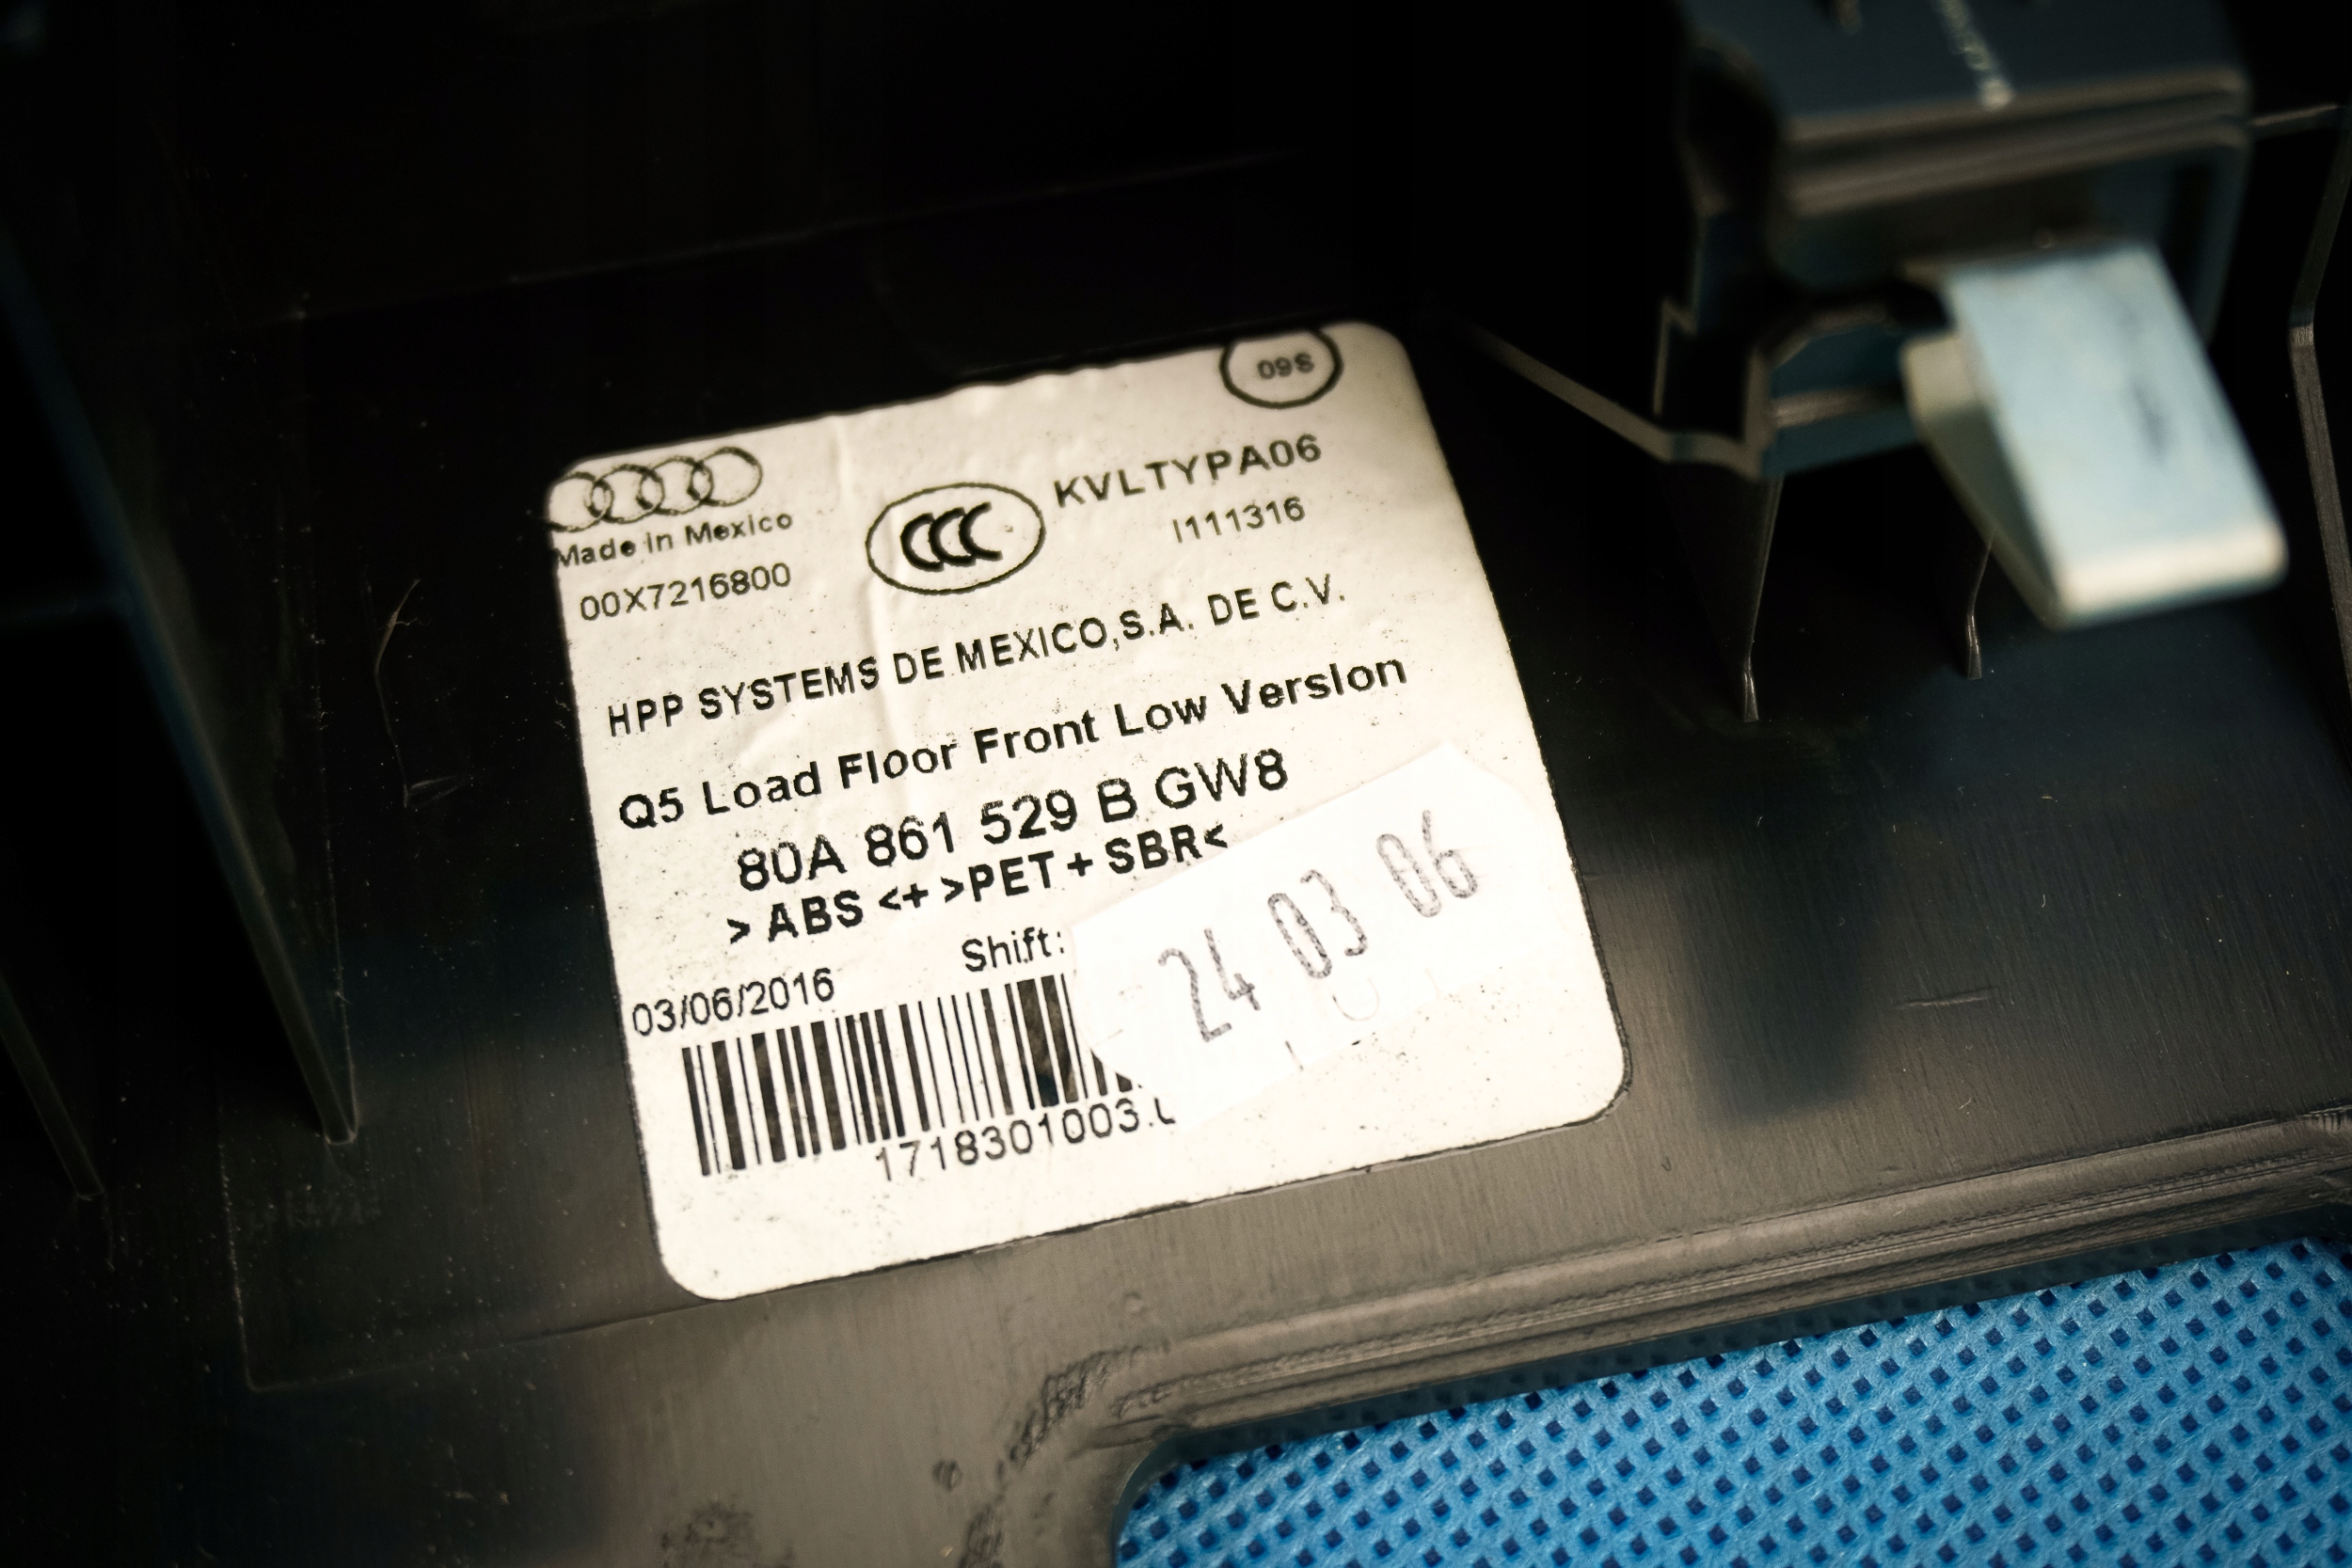 09S
KVLTYPA06
Made in Mexico
CCC
I111316
00X7216800
HPP SYSTEMS DE MEXICO,S.A. DE C.V.
Q5 Load Floor Front Low Version
80A 861 529 B GW8
> ABS <+ >PET + SBR<
Shift:
03/06/2016
24 03 06
1718301003.